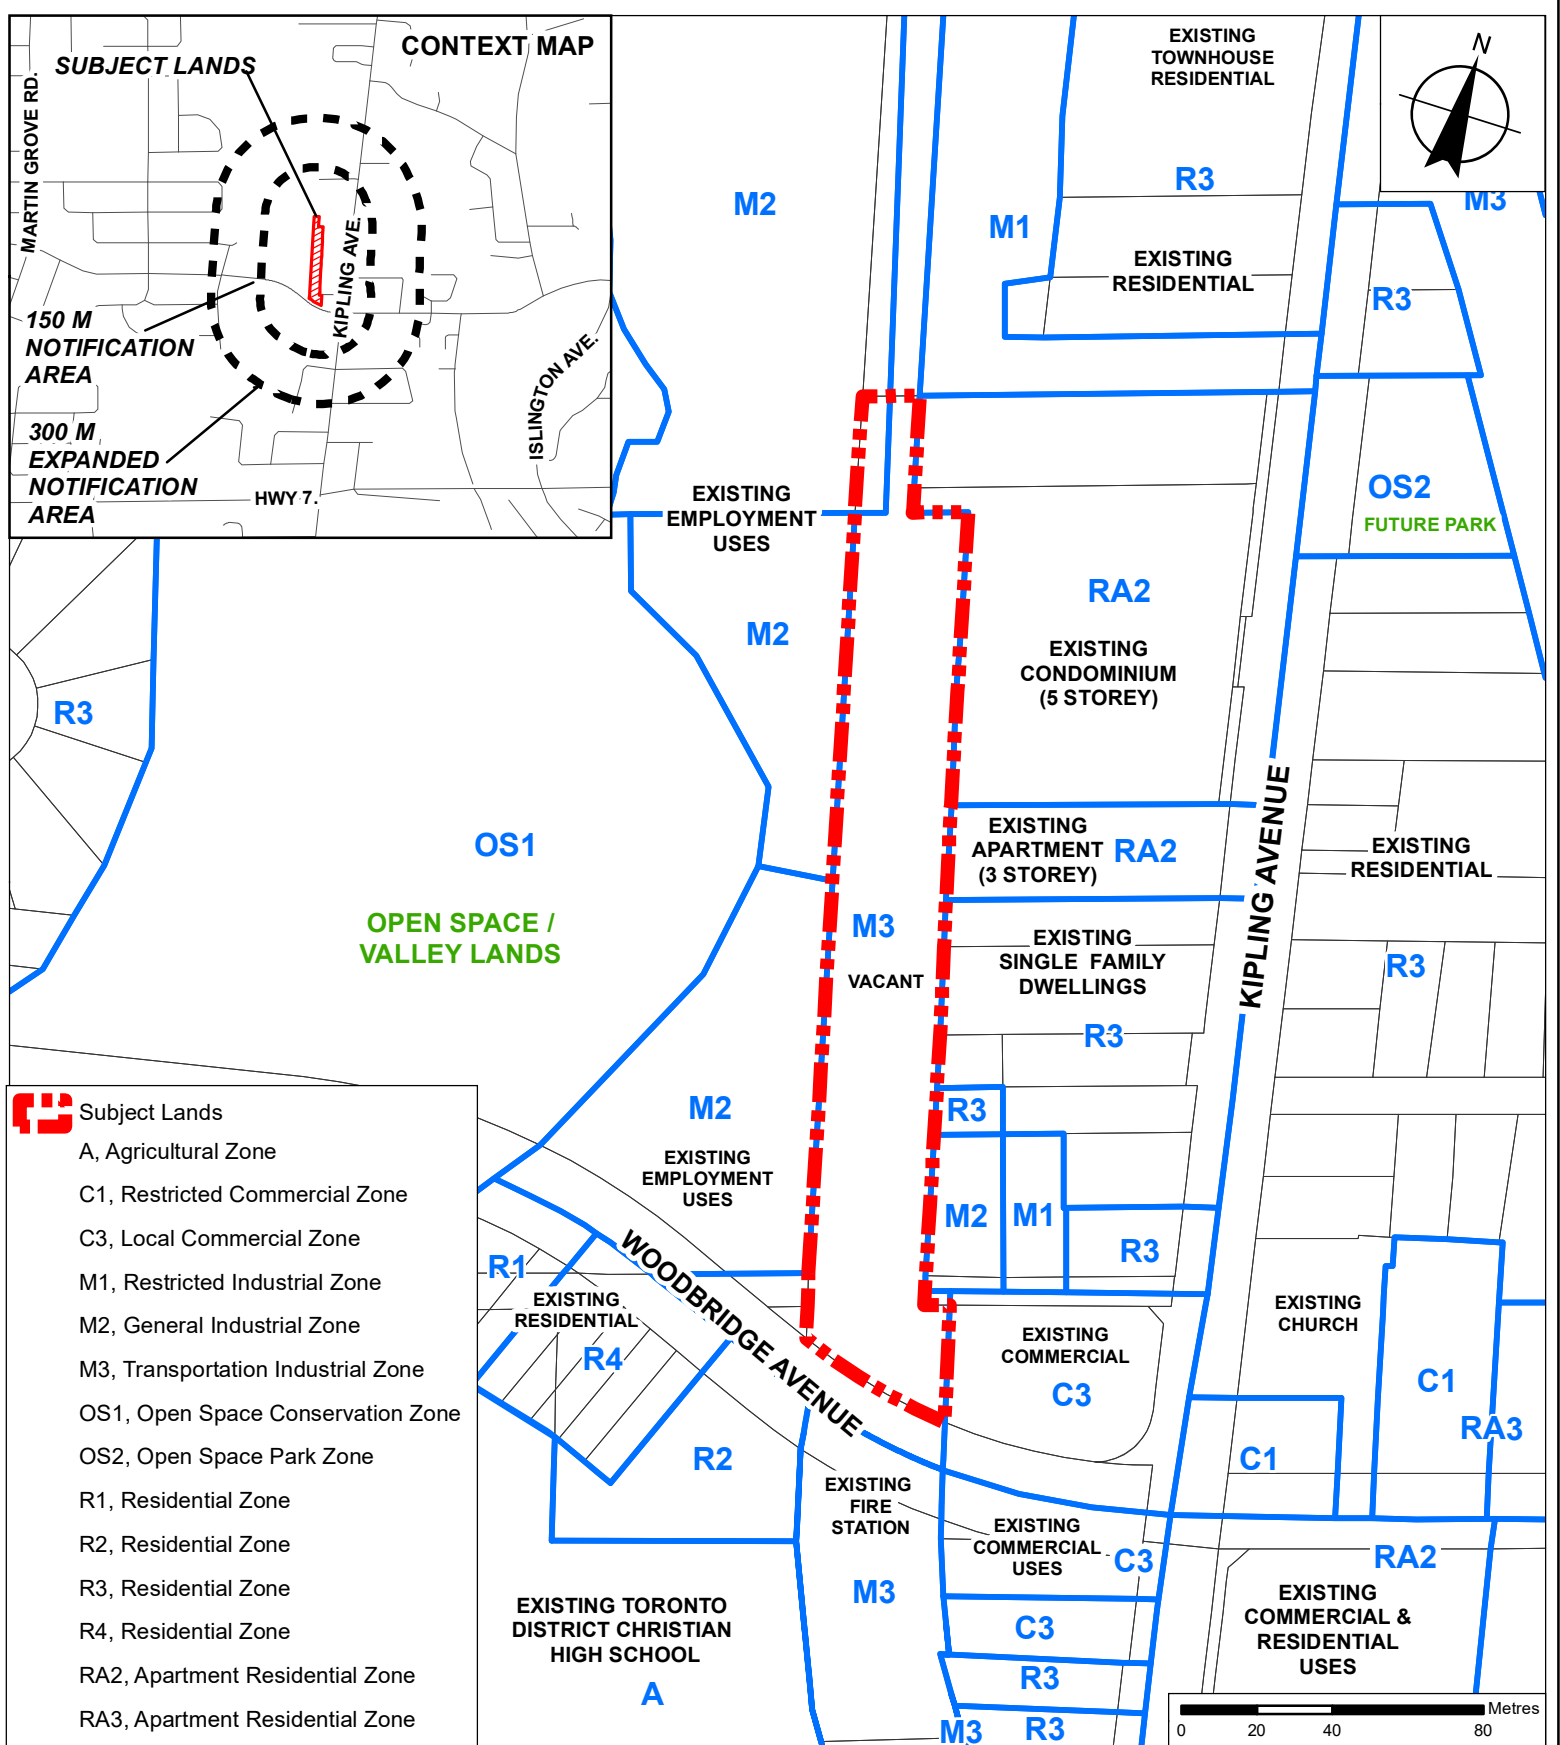 CONTEXT MAP
SUBJECT LANDS
MARTIN GROVE RD.
KIPLING AVE.
150 M
NOTIFICATION
AREA
ISLINGTON AVE.
300 M
EXPANDED
NOTIFICATION
AREA
HWY 7.
EXISTING
TOWNHOUSE
RESIDENTIAL
N
R3
M3
M2
M1
EXISTING
RESIDENTIAL
R3
OS2
FUTURE PARK
EXISTING
EMPLOYMENT
USES
RA2
M2
EXISTING
CONDOMINIUM
(5 STOREY)
R3
OS1
EXISTING
APARTMENT
(3 STOREY)
RA2
KIPLING AVENUE
EXISTING
RESIDENTIAL
OPEN SPACE /
VALLEY LANDS
M3
VACANT
EXISTING
SINGLE FAMILY
DWELLINGS
R3
R3
M2
R3
EXISTING
EMPLOYMENT
USES
M2
M1
R3
R1
WOODBRIDGE AVENUE
EXISTING
RESIDENTIAL
R4
EXISTING
COMMERCIAL
C3
EXISTING
CHURCH
C1
RA3
C1
R2
EXISTING
FIRE
STATION
EXISTING
COMMERCIAL
USES
C3
RA2
M3
EXISTING TORONTO
DISTRICT CHRISTIAN
HIGH SCHOOL
A
C3
R3
M3
R3
EXISTING
COMMERCIAL &
RESIDENTIAL
USES
Subject Lands
A, Agricultural Zone
C1, Restricted Commercial Zone
C3, Local Commercial Zone
M1, Restricted Industrial Zone
M2, General Industrial Zone
M3, Transportation Industrial Zone
OS1, Open Space Conservation Zone
OS2, Open Space Park Zone
R1, Residential Zone
R2, Residential Zone
R3, Residential Zone
R4, Residential Zone
RA2, Apartment Residential Zone
RA3, Apartment Residential Zone
Metres
0 20 40 80